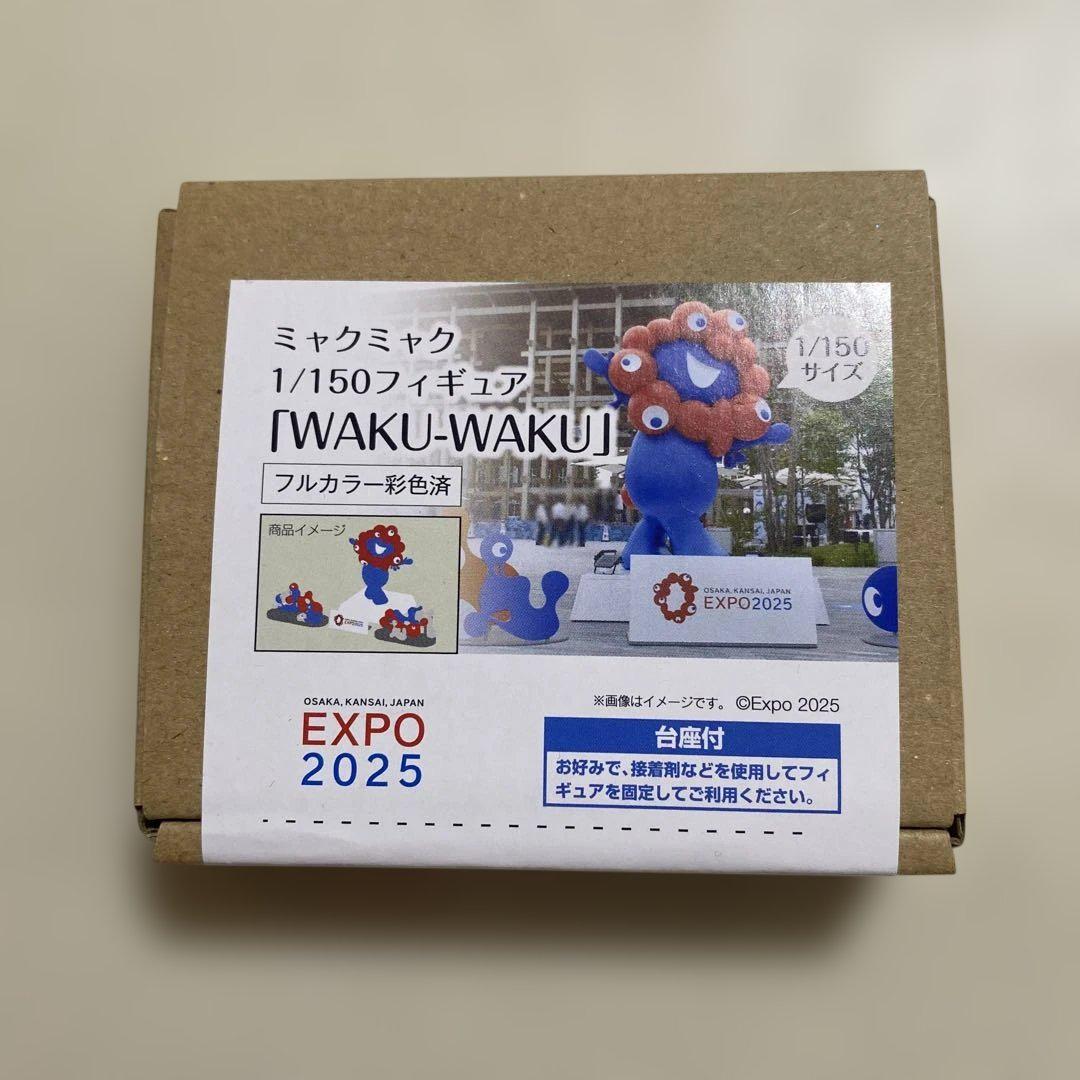 ミャクミャク
1/150フィギュア
「WAKU-WAKU」
フルカラー彩色済
1/150
サイズ
商品イメージ
OSAKA, KANSAI, JAPAN
EXPO2025
※画像はイメージです。 ©Expo 2025
OSAKA, KANSAI, JAPAN
EXPO
2025
台座付
お好みで、接着剤などを使用してフィ
ギュアを固定してご利用ください。